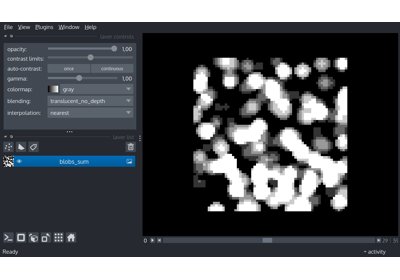 File View Plugins Window Help
layer controls
opacity: 1.00
contrast limits:
auto-contrast: once continuous
gamma: 1.00
colormap: gray
blending: translucent_no_depth
interpolation: nearest
layer list
blobs_sum
0
Ready
activity